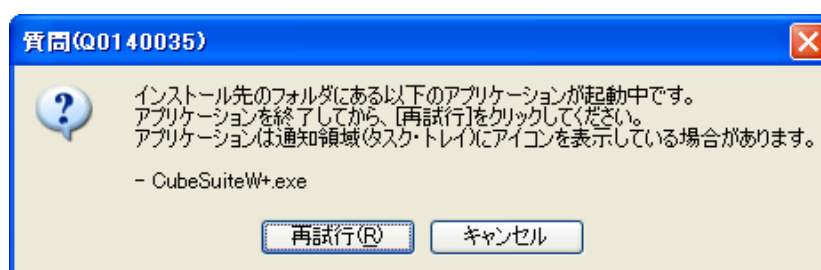 質問(Q0140035)
インストール先のフォルダにある以下のアプリケーションが起動中です。
アプリケーションを終了してから、[再試行]をクリックしてください。
アプリケーションは通知領域(タスク・トレイ)にアイコンを表示している場合があります。
- CubeSuiteW+.exe
再試行(R) キャンセル